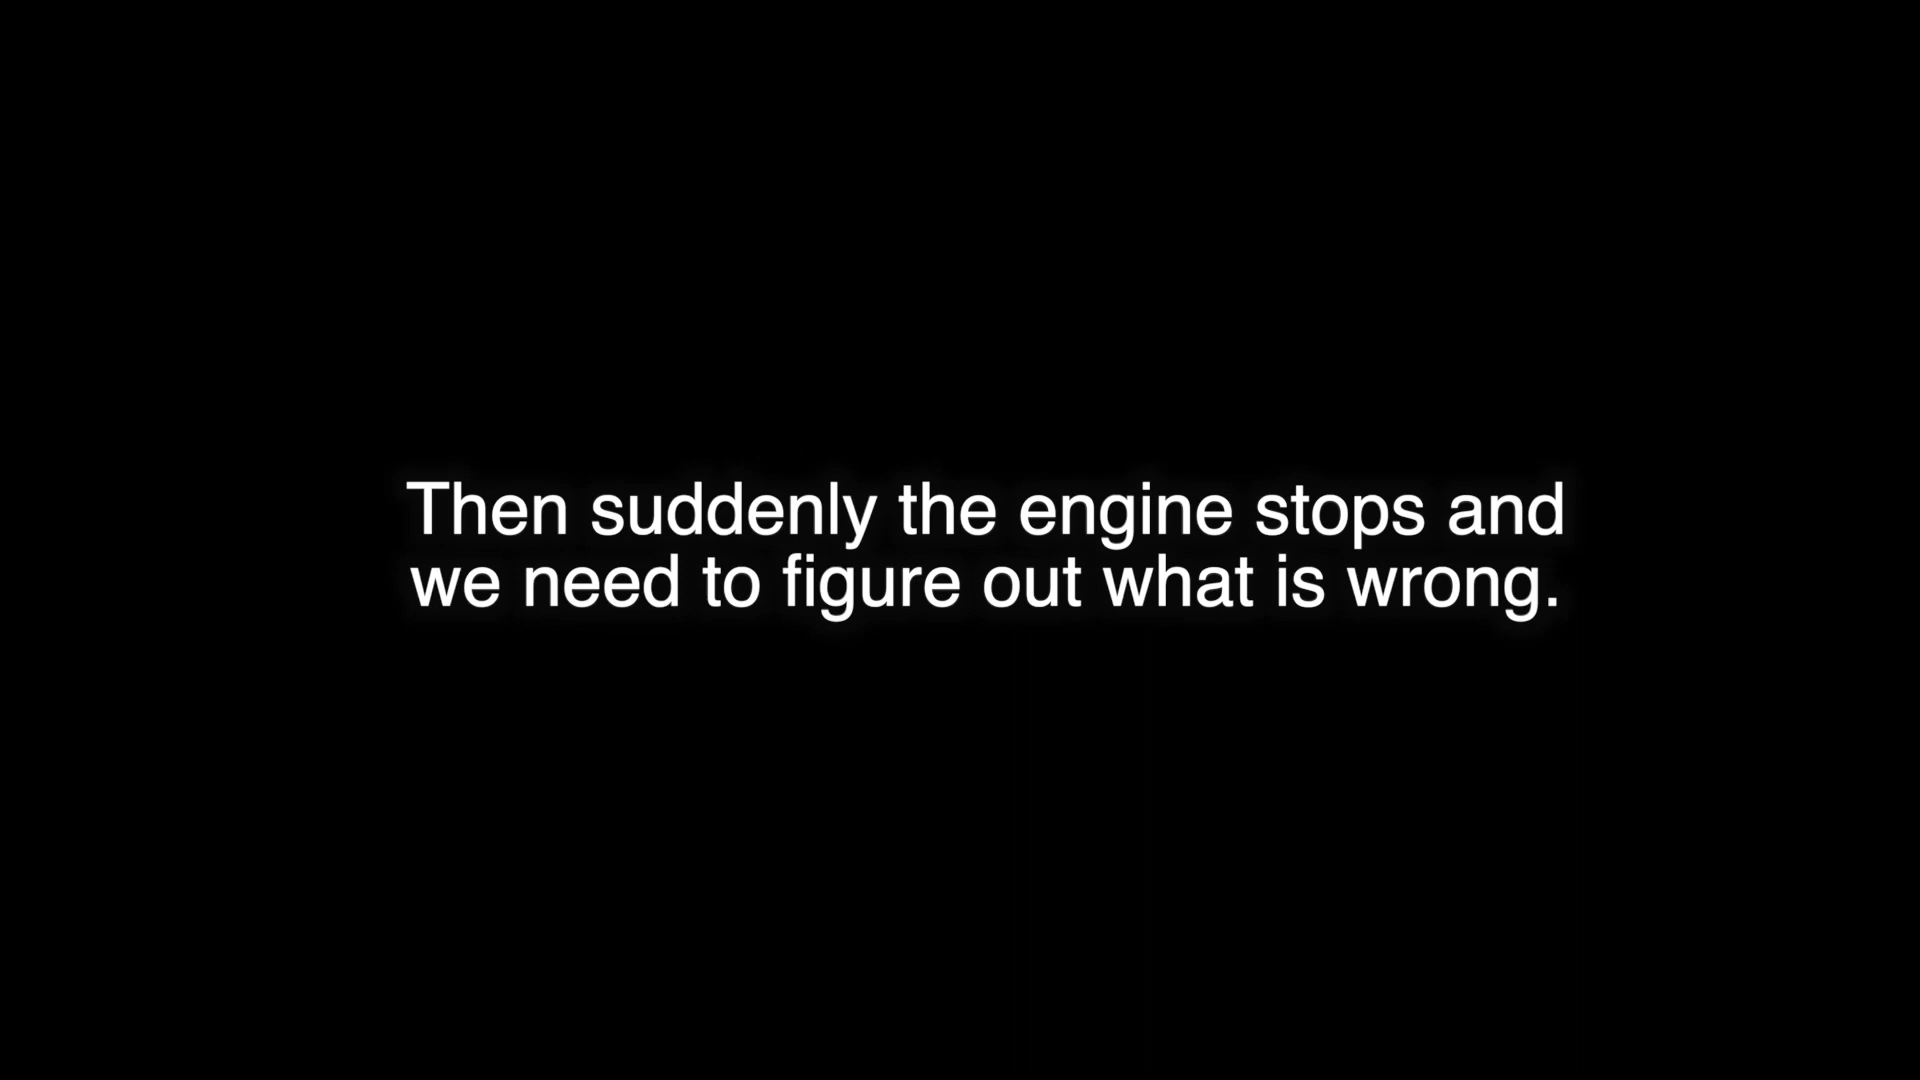 Then suddenly the engine stops and
we need to figure out what is wrong.